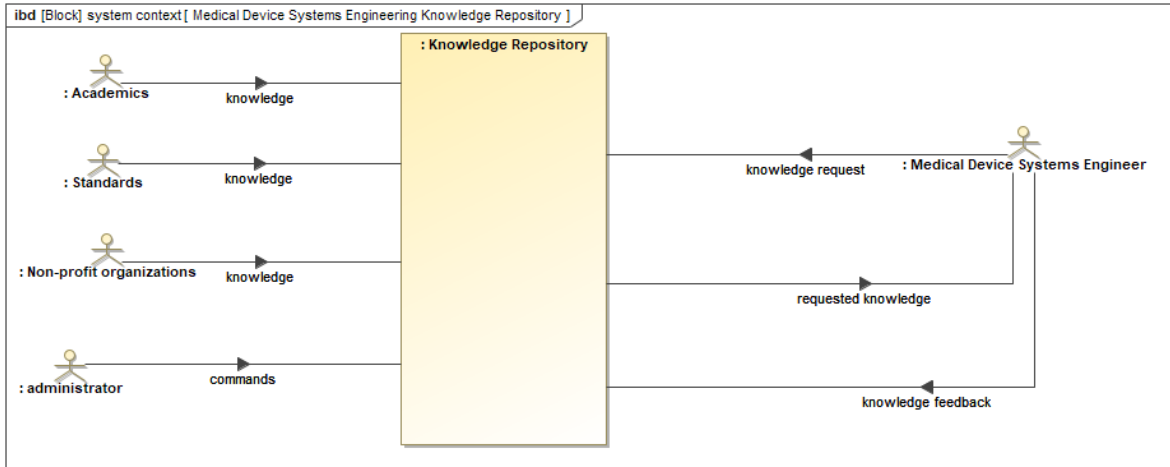 ibd [Block] system context [ Medical Device Systems Engineering Knowledge Repository ]
: Knowledge Repository
: Academics
knowledge
: Standards
knowledge
: Non-profit organizations
knowledge
: administrator
commands
knowledge request
: Medical Device Systems Engineer
requested knowledge
knowledge feedback